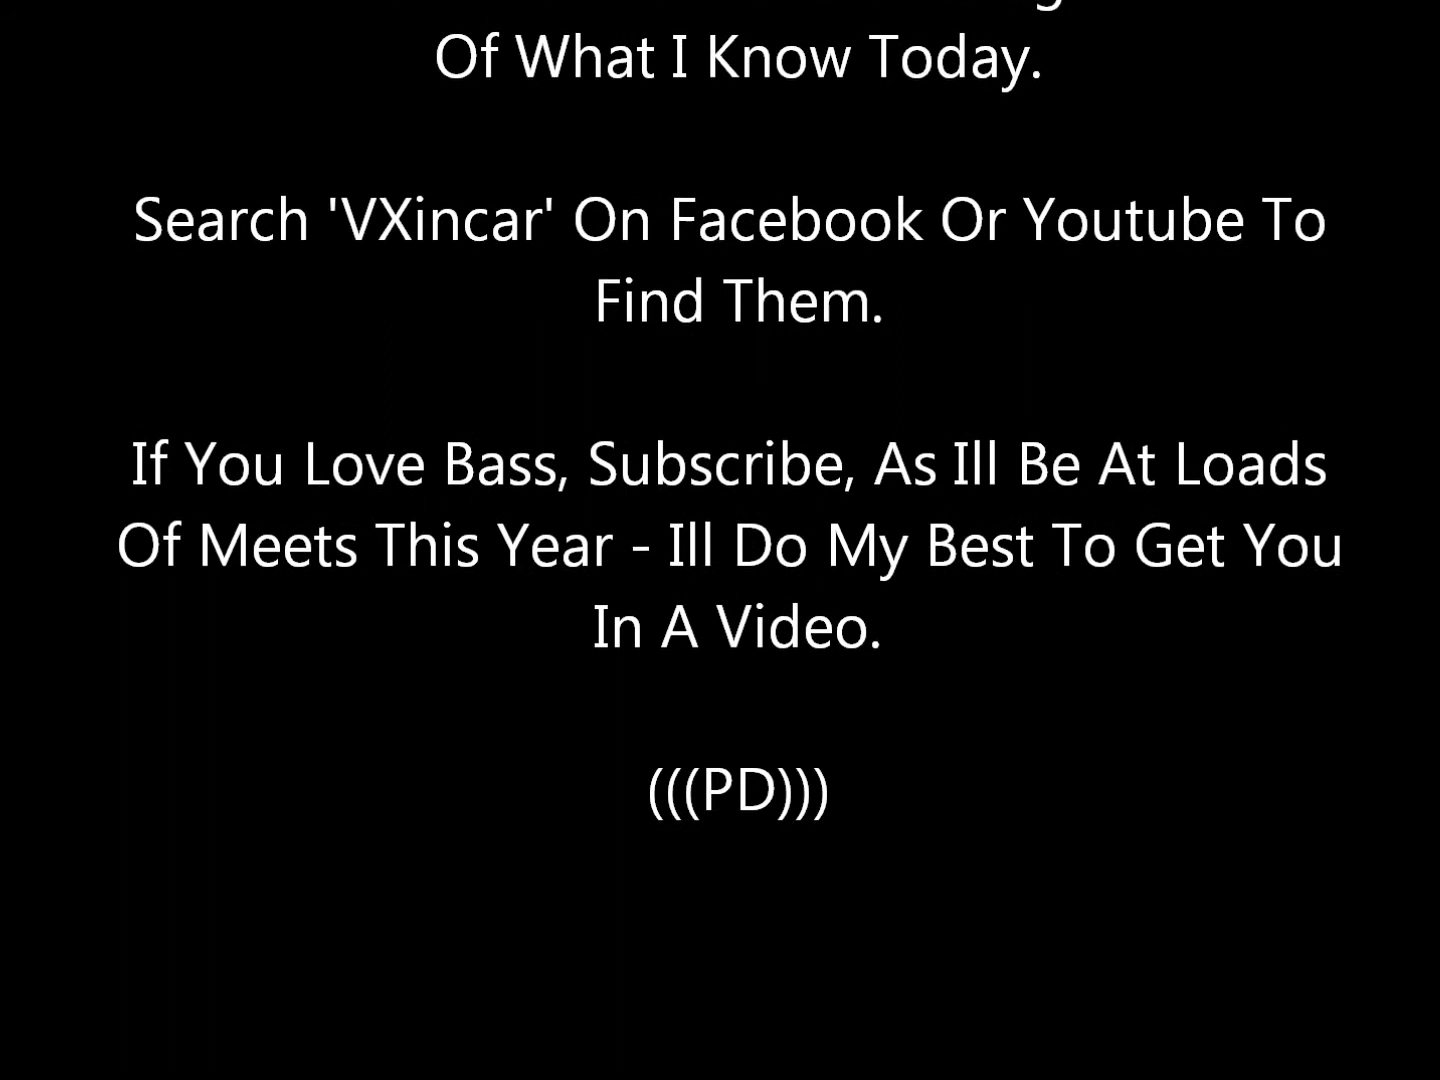 Of What I Know Today.
Search 'VXincar' On Facebook Or Youtube To
Find Them.
If You Love Bass, Subscribe, As Ill Be At Loads
Of Meets This Year - Ill Do My Best To Get You
In A Video.
(((PD)))